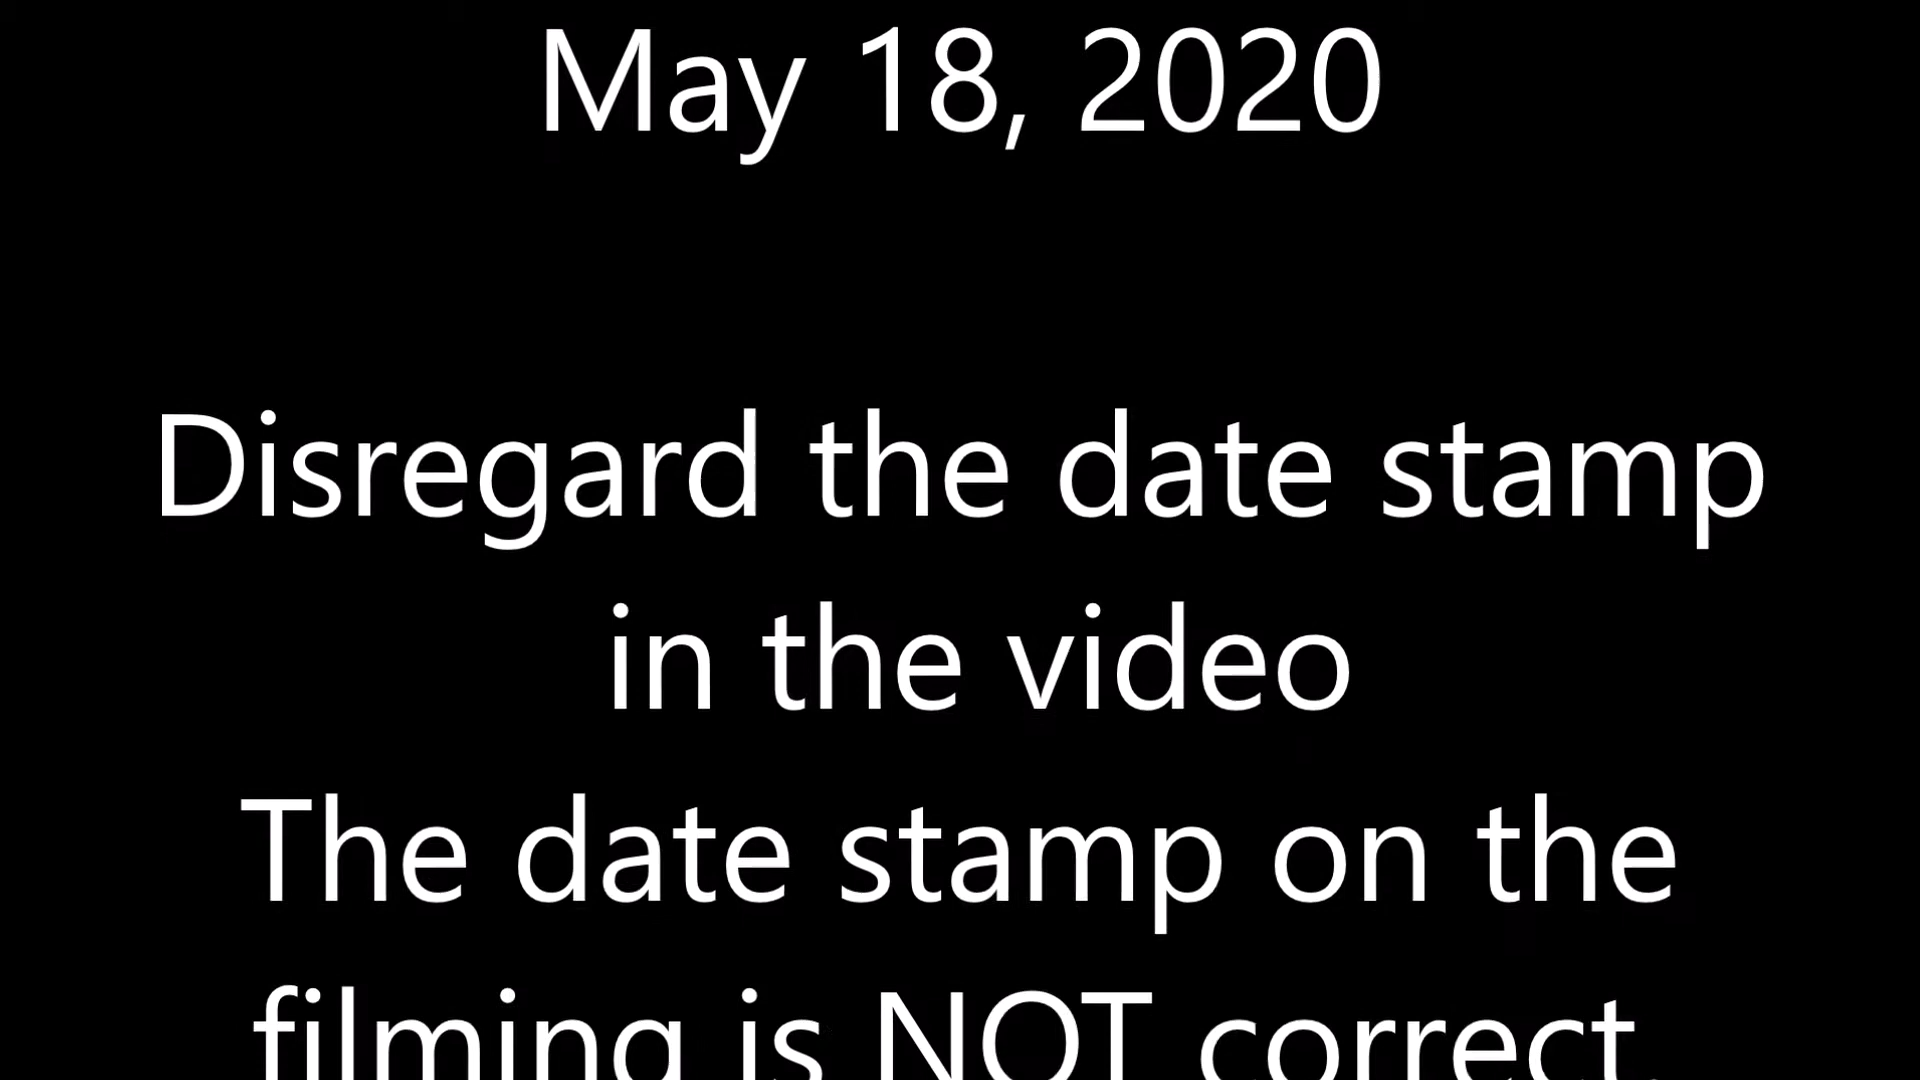 May 18, 2020
Disregard the date stamp
in the video
The date stamp on the
filming is NOT correct.